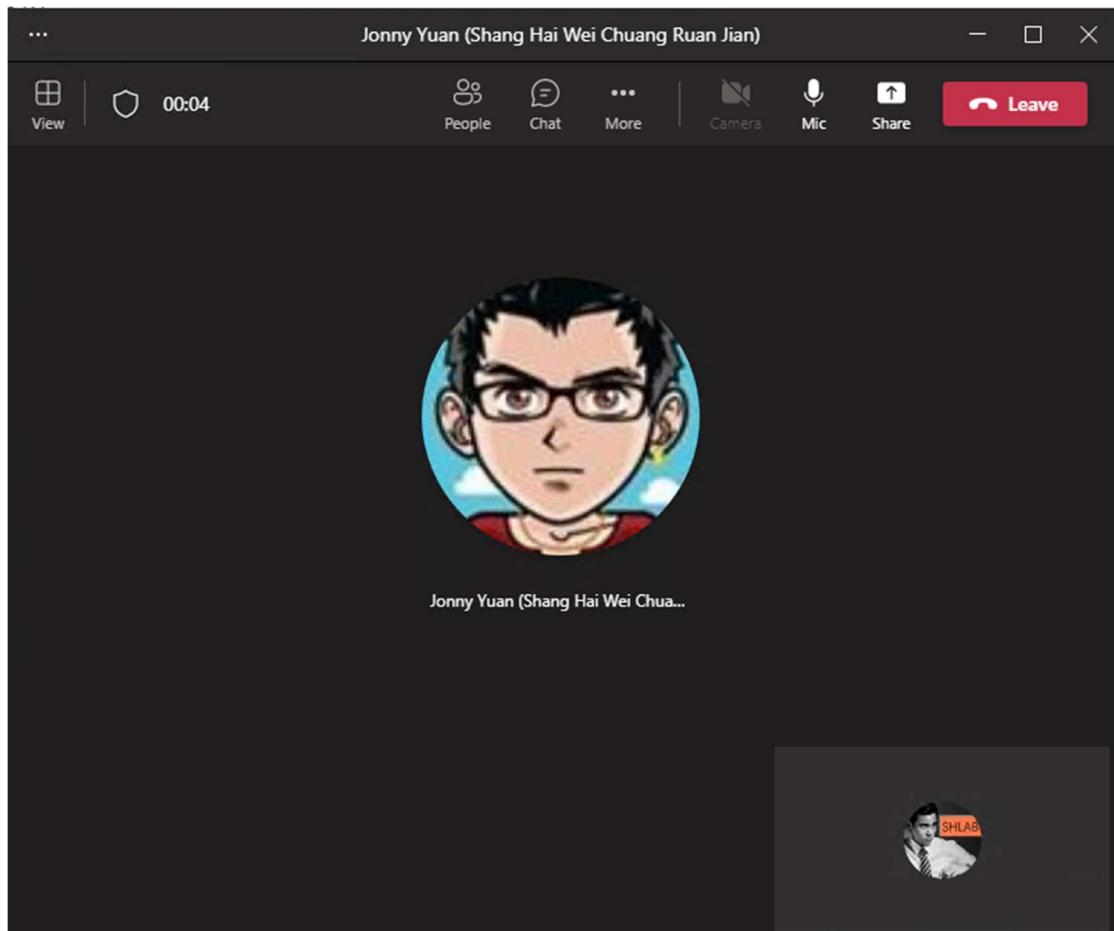 Jonny Yuan (Shang Hai Wei Chuang Ruan Jian)
View
00:04
People
Chat
More
Camera
Mic
Share
Leave
Jonny Yuan (Shang Hai Wei Chua...
SHLAB